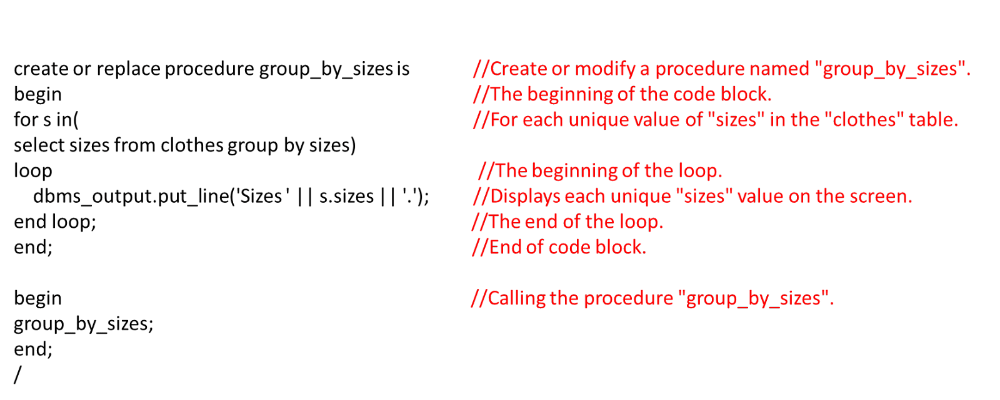 create or replace procedure group_by_sizes is //Create or modify a procedure named "group_by_sizes".
begin //The beginning of the code block.
for s in( //For each unique value of "sizes" in the "clothes" table.
select sizes from clothes group by sizes)
loop //The beginning of the loop.
dbms_output.put_line('Sizes ' || s.sizes || '.'); //Displays each unique "sizes" value on the screen.
end loop; //The end of the loop.
end; //End of code block.
begin //Calling the procedure "group_by_sizes".
group_by_sizes;
end;
/